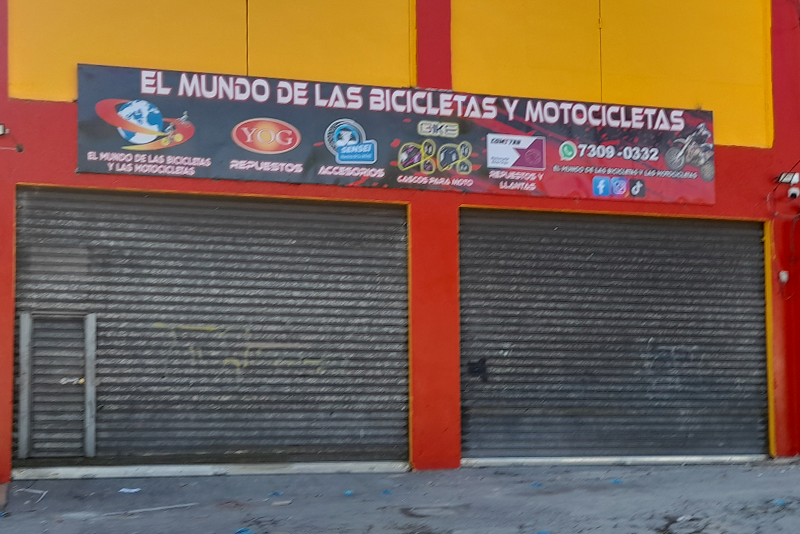 EL MUNDO DE LAS BICICLETAS Y MOTOCICLETAS
EL MUNDO DE LAS BICICLETAS
Y LAS MOTOCICLETAS
YOG
REPUESTOS
SENSEI
ACCESORIOS
CASCOS PARA MOTO
REPUESTOS Y
LLANTAS
7309-0332
EL MUNDO DE LAS BICICLETAS Y LAS MOTOCICLETAS